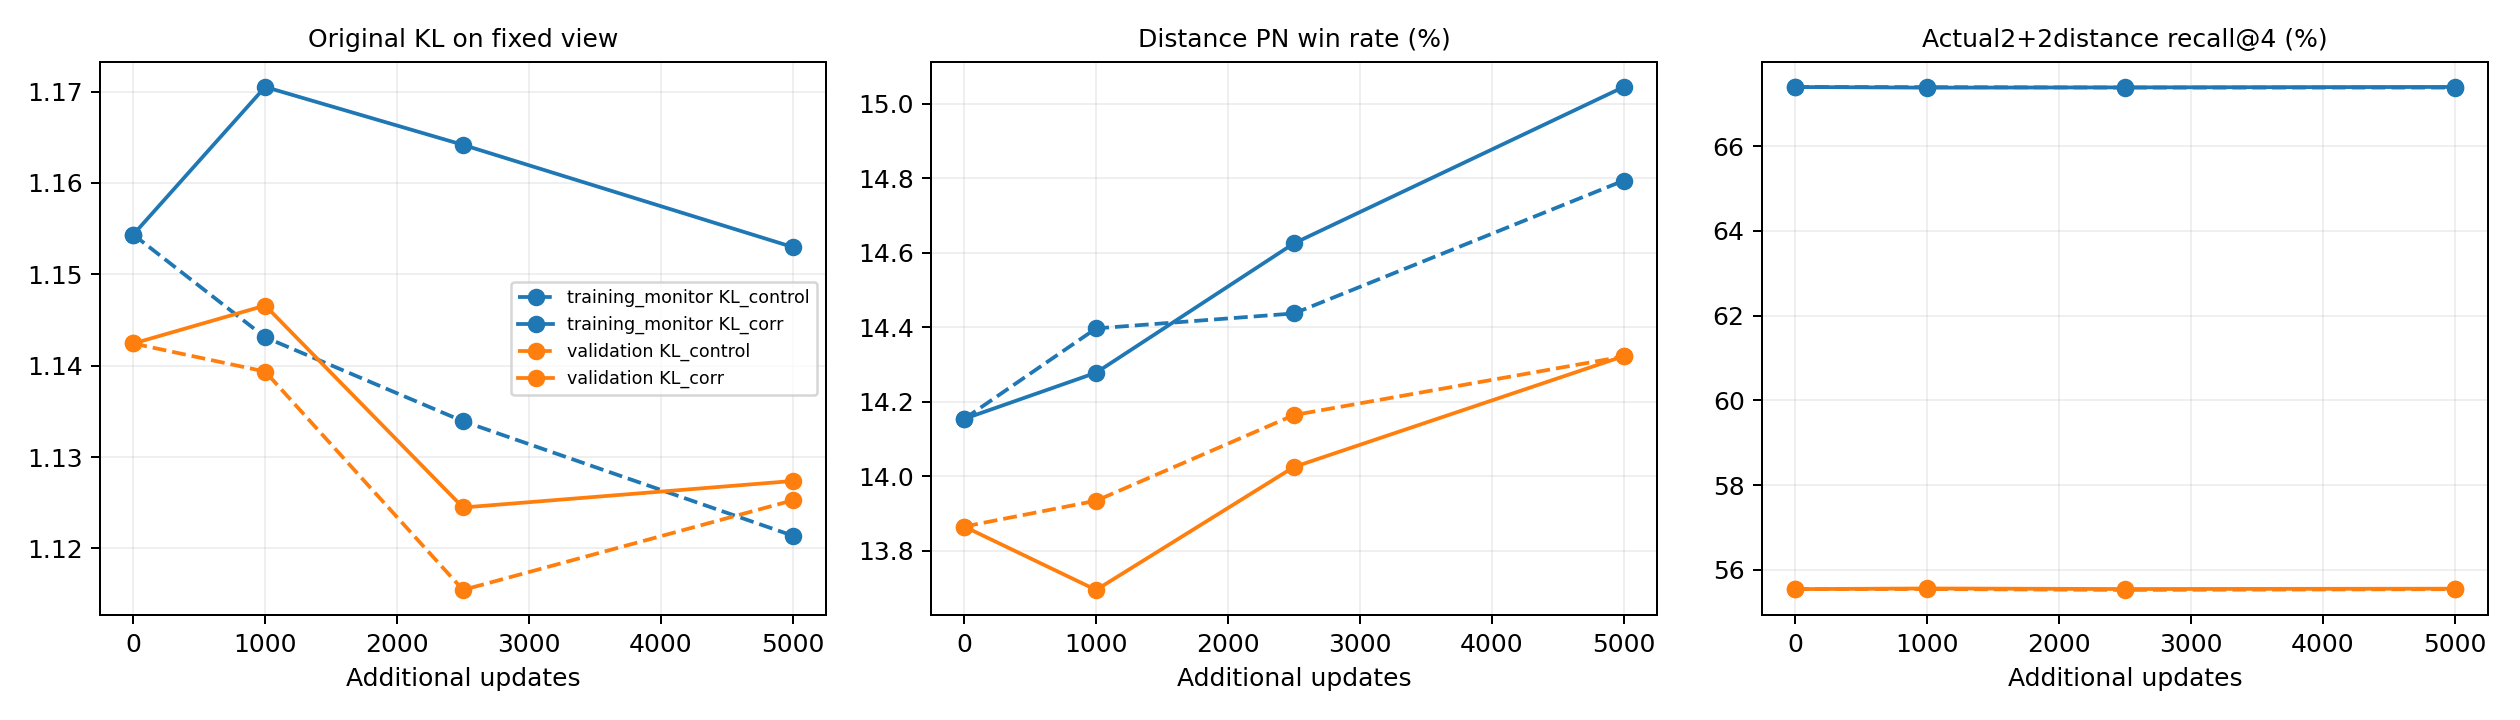 Original KL on fixed view
1.17
1.16
1.15
1.14
1.13
1.12
training_monitor KL_control
training_monitor KL_corr
validation KL_control
validation KL_corr
0 1000 2000 3000 4000 5000
Additional updates
Distance PN win rate (%)
15.0
14.8
14.6
14.4
14.2
14.0
13.8
0 1000 2000 3000 4000 5000
Additional updates
Actual2+2distance recall@4 (%)
66
64
62
60
58
56
0 1000 2000 3000 4000 5000
Additional updates